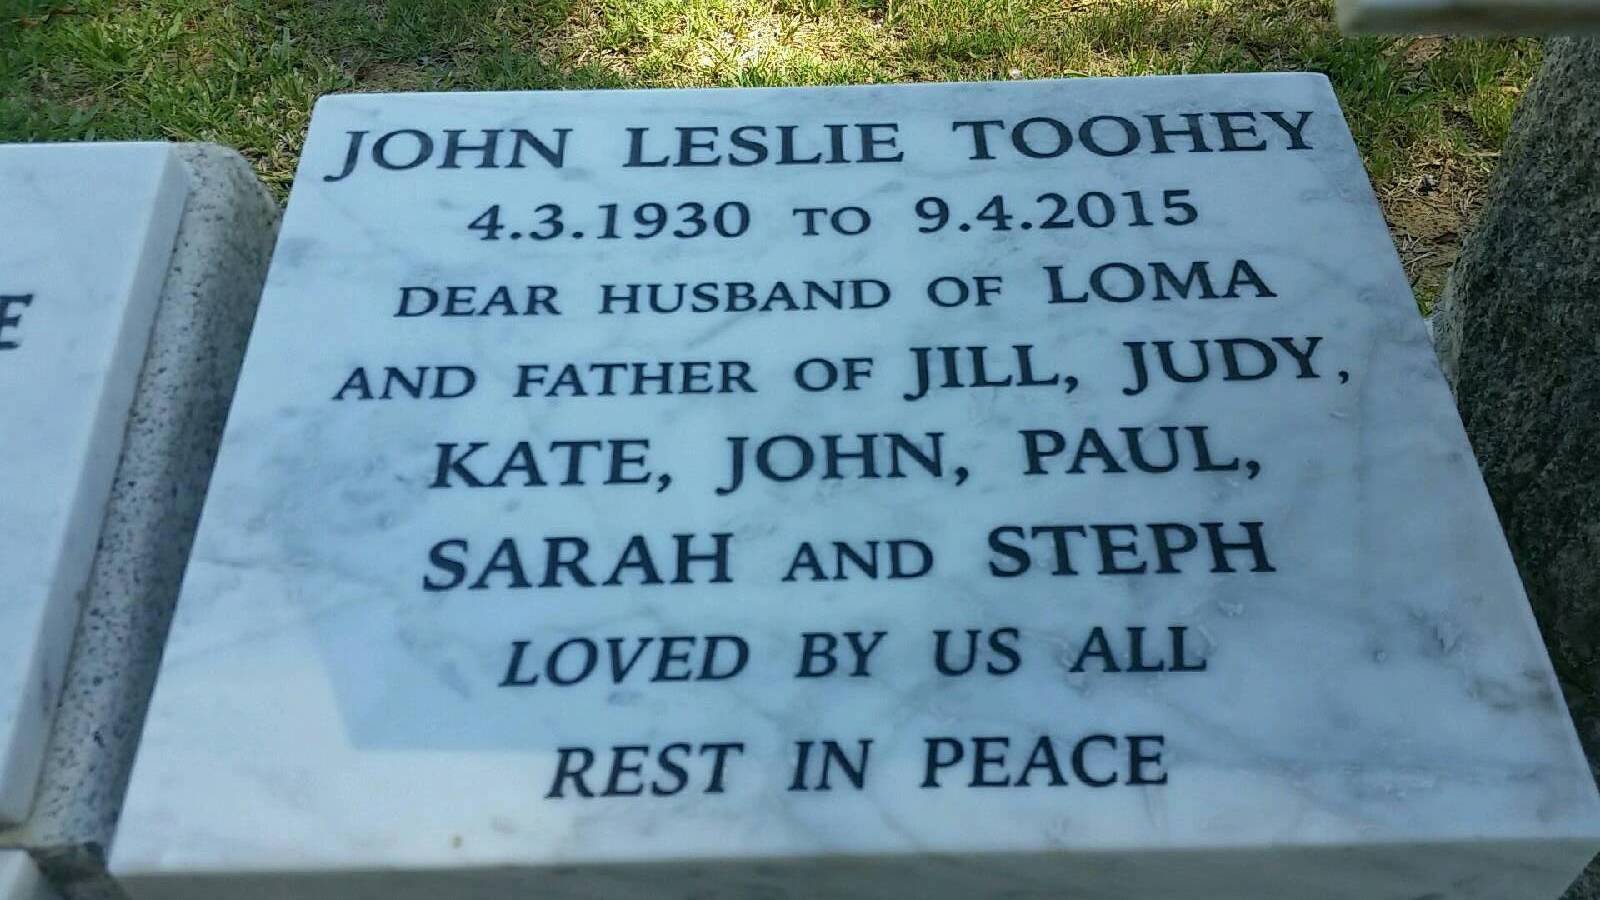 JOHN LESLIE TOOHEY
4.3.1930 TO 9.4.2015
DEAR HUSBAND OF LOMA
AND FATHER OF JILL, JUDY,
KATE, JOHN, PAUL,
SARAH AND STEPH
LOVED BY US ALL
REST IN PEACE